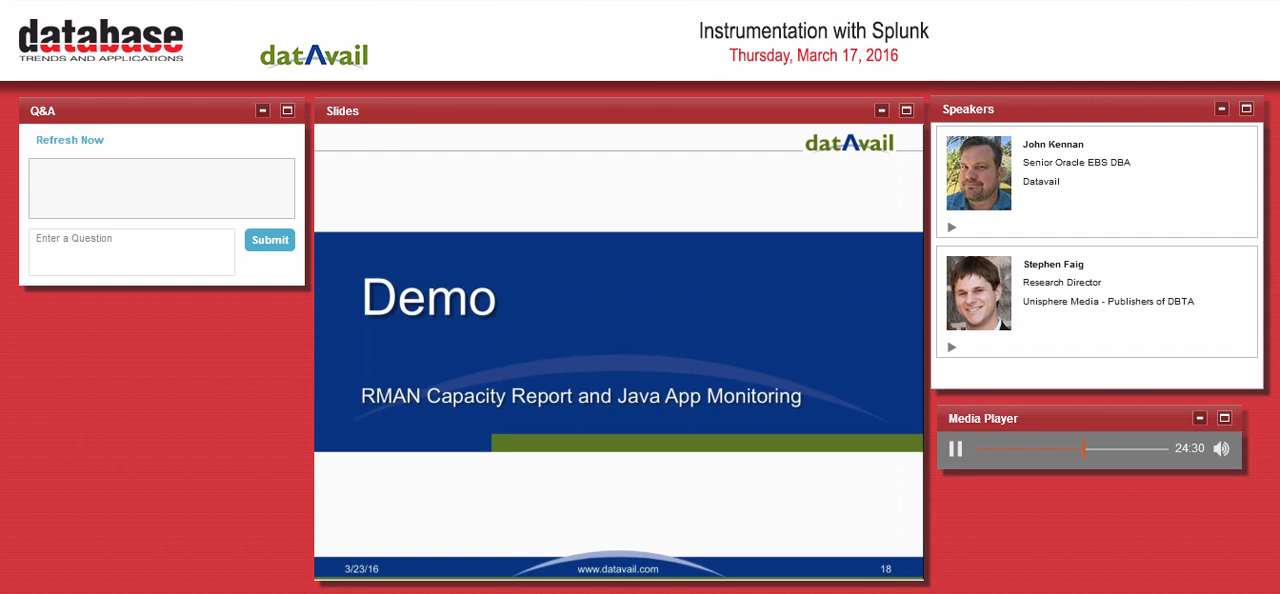 database
TRENDS AND APPLICATIONS
datAvail
Instrumentation with Splunk
Thursday, March 17, 2016
Q&A
Refresh Now
Enter a Question
Submit
Slides
datAvail
Demo
RMAN Capacity Report and Java App Monitoring
3/23/16
www.datavail.com
18
Speakers
John Kennan
Senior Oracle EBS DBA
Datavail
Stephen Faig
Research Director
Unisphere Media - Publishers of DBTA
Media Player
24:30